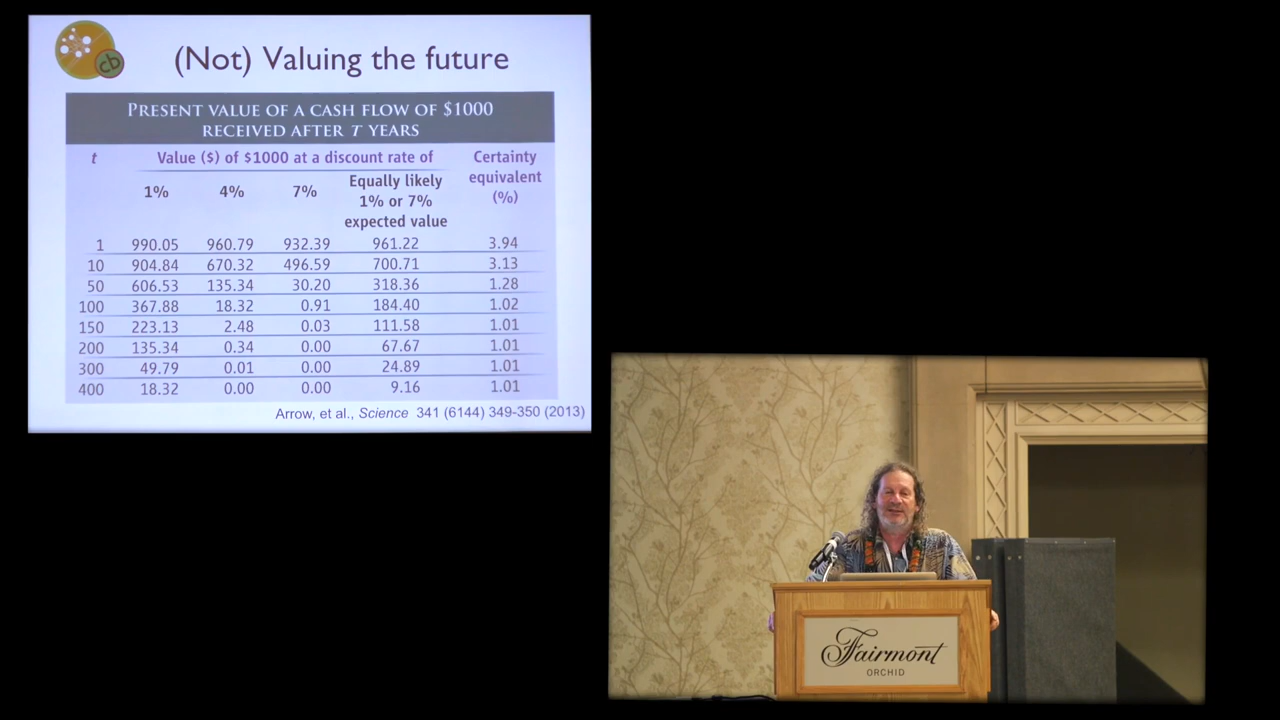 cb
(Not) Valuing the future
PRESENT VALUE OF A CASH FLOW OF $1000
RECEIVED AFTER T YEARS
t Value ($) of $1000 at a discount rate of Certainty equivalent (%)
1% 4% 7% Equally likely 1% or 7% expected value
1 990.05 960.79 932.39 961.22 3.94
10 904.84 670.32 496.59 700.71 3.13
50 606.53 135.34 30.20 318.36 1.28
100 367.88 18.32 0.91 184.40 1.02
150 223.13 2.48 0.03 111.58 1.01
200 135.34 0.34 0.00 67.67 1.01
300 49.79 0.01 0.00 24.89 1.01
400 18.32 0.00 0.00 9.16 1.01
Arrow, et al., Science 341 (6144) 349-350 (2013)
Fairmont
ORCHID